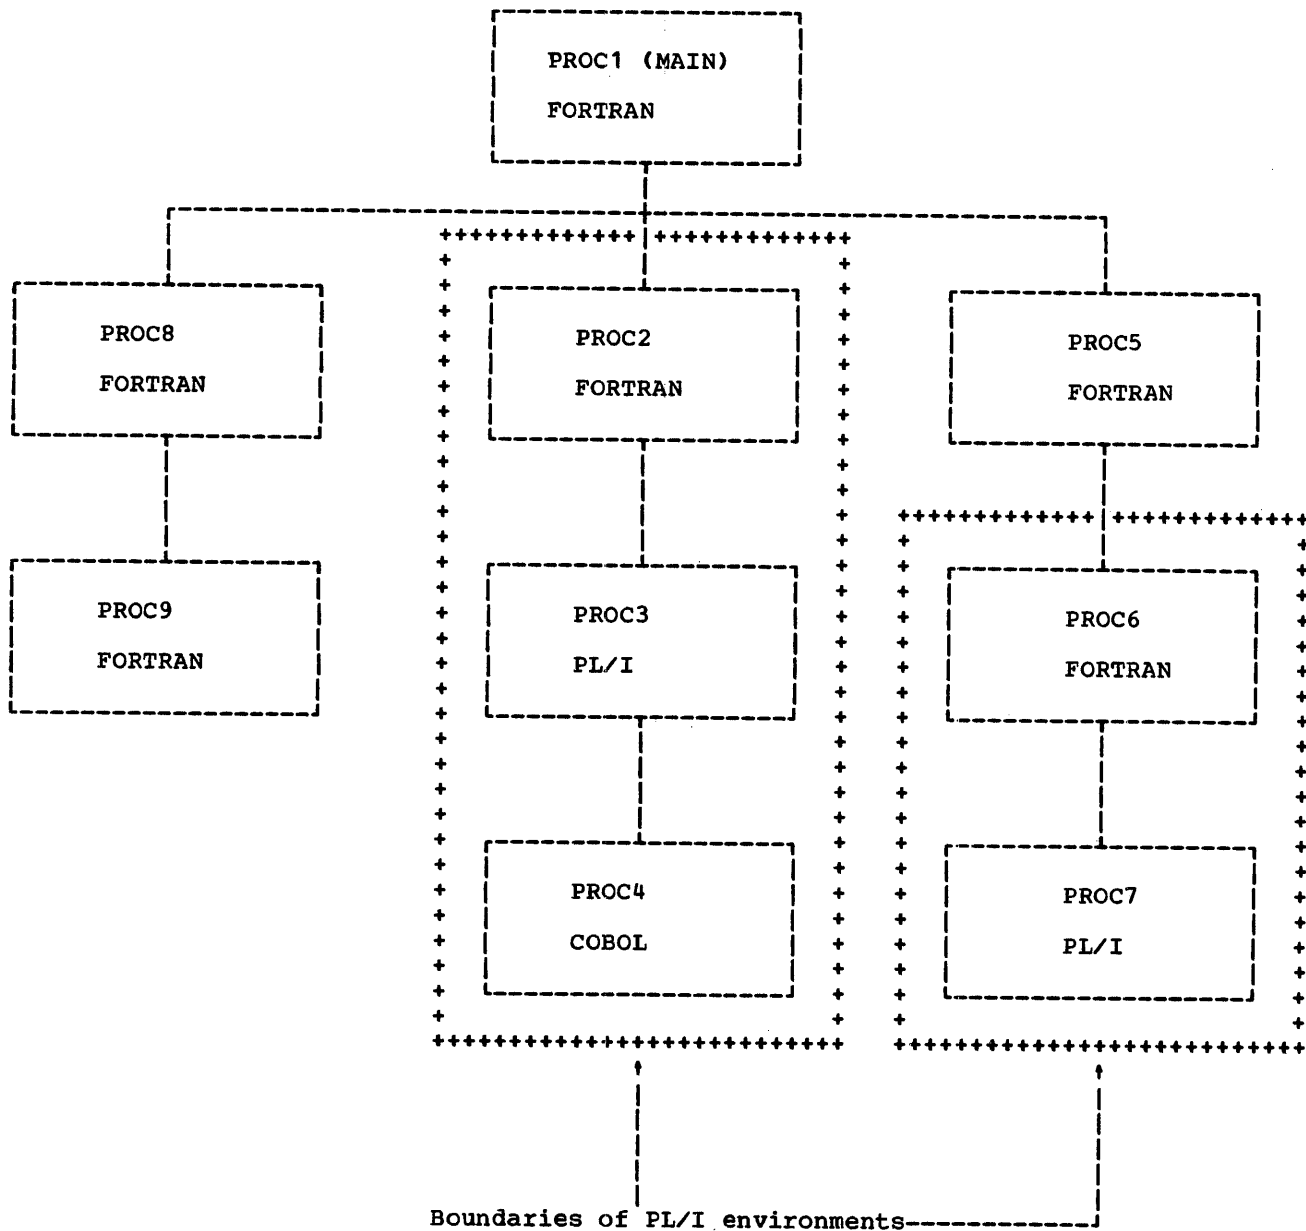 PROC1 (MAIN)
FORTRAN
PROC8
FORTRAN
PROC2
FORTRAN
PROC5
FORTRAN
PROC9
FORTRAN
PROC3
PL/I
PROC6
FORTRAN
PROC4
COBOL
PROC7
PL/I
Boundaries of PL/I environments